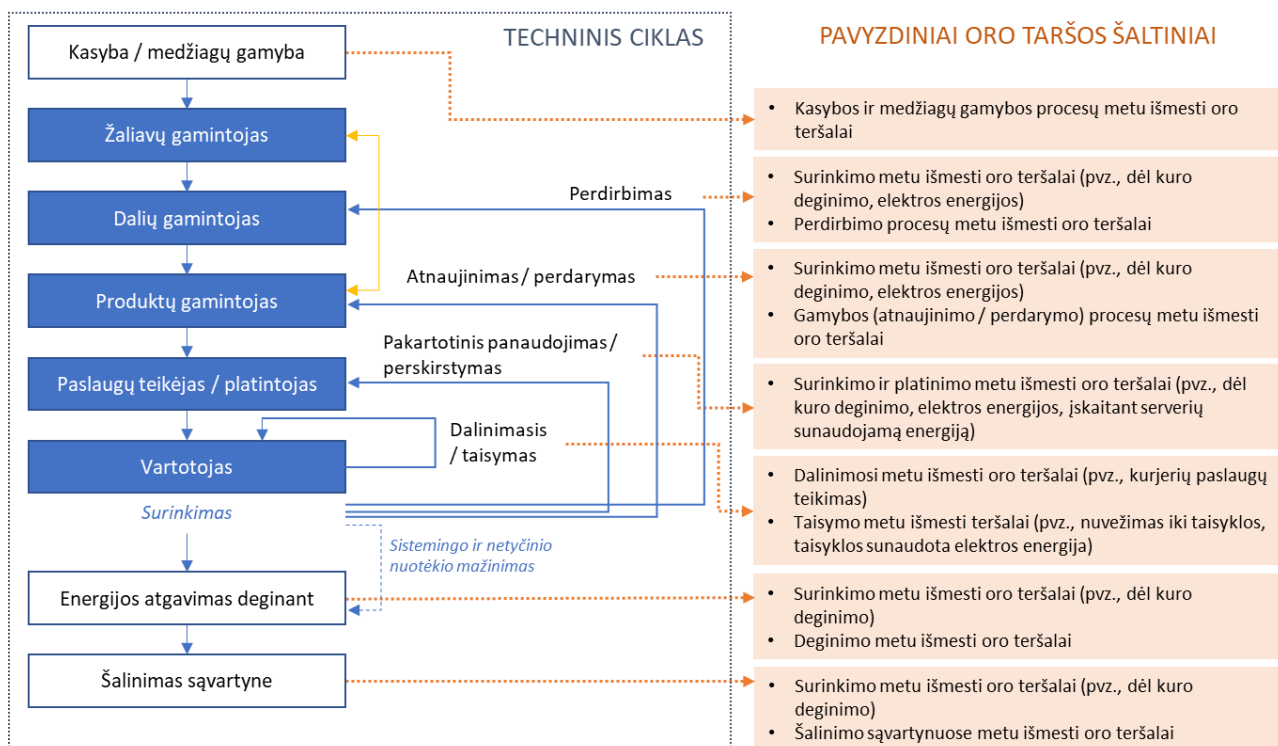 TECHNINIS CIKLAS
PAVYZDINIAI ORO TARŠOS ŠALTINIAI
Kasyba / medžiagų gamyba
Žaliavų gamintojas
Dalių gamintojas
Produktų gamintojas
Paslaugų teikėjas / platintojas
Vartotojas
Surinkimas
Energijos atgavimas deginant
Šalinimas sąvartyne
Perdirbimas
Atnaujinimas / perdarymas
Pakartotinis panaudojimas /
perskirstymas
Dalinimasis
/ taisymas
Sistemingo ir netyčinio
nuotėkio mažinimas
• Kasybos ir medžiagų gamybos procesų metu išmesti oro
teršalai
• Surinkimo metu išmesti oro teršalai (pvz., dėl kuro
deginimo, elektros energijos)
• Perdirbimo procesų metu išmesti oro teršalai
• Surinkimo metu išmesti oro teršalai (pvz., dėl kuro
deginimo, elektros energijos)
• Gamybos (atnaujinimo / perdarymo) procesų metu išmesti
oro teršalai
• Surinkimo ir platinimo metu išmesti oro teršalai (pvz., dėl
kuro deginimo, elektros energijos, įskaitant serverių
sunaudojamą energiją)
• Dalinimosi metu išmesti oro teršalai (pvz., kurjerių paslaugų
teikimas)
• Taisymo metu išmesti teršalai (pvz., nuvežimas iki taisyklos,
taisyklos sunaudota elektros energija)
• Surinkimo metu išmesti oro teršalai (pvz., dėl kuro
deginimo)
• Deginimo metu išmesti oro teršalai
• Surinkimo metu išmesti oro teršalai (pvz., dėl kuro
deginimo)
• Šalinimo sąvartynuose metu išmesti oro teršalai